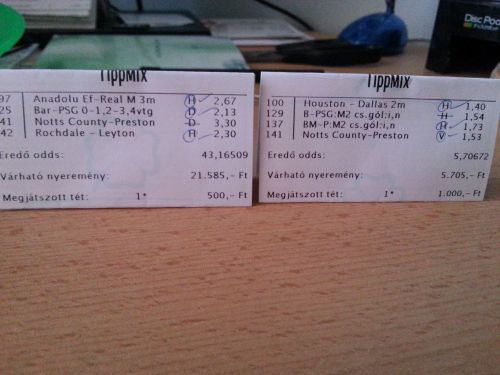 TippMix
97 Anadolu Ef-Real M 3m H 2,67
2S Bar-PSG 0-1,2-3,4vtg D 2,13
41 Notts County-Preston D 3,30
42 Rochdale - Leyton H 2,30
Eredő odds: 43,16509
Várható nyeremény: 21.585,- Ft
Megjátszott tét: 1* 500,- Ft
TippMix
100 Houston - Dallas 2m H 1,40
129 B-PSG:M2 cs.gól:i,n H 1,54
137 BM-P:M2 cs.gól:i,n H 1,73
141 Notts County-Preston V 1,53
Eredő odds: 5,70672
Várható nyeremény: 5.705,- Ft
Megjátszott tét: 1* 1.000,- Ft
Disc Po